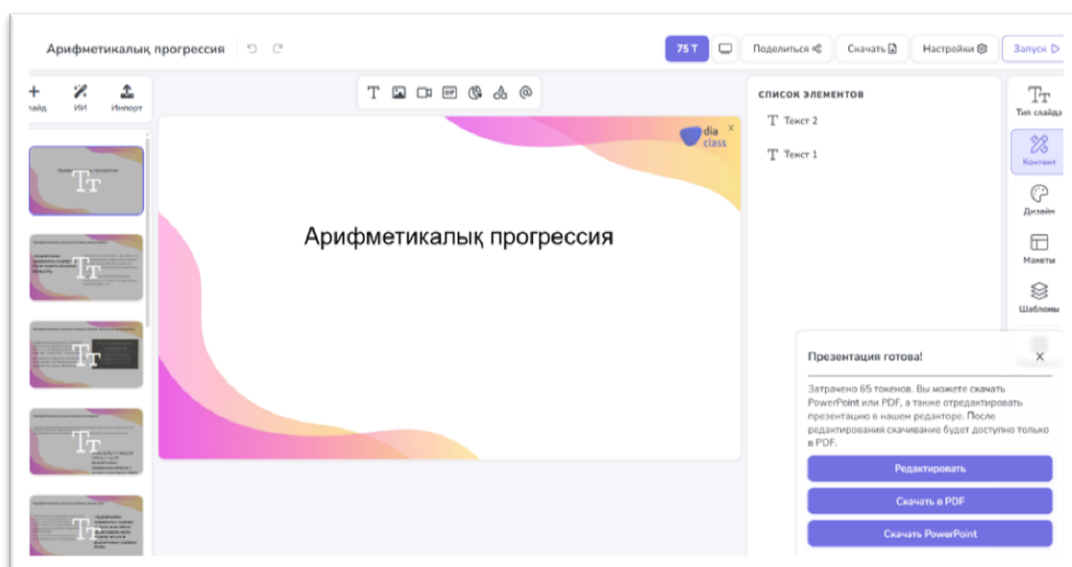 Арифметикалық прогрессия
75 Т
Поделиться
Скачать
Настройки
Запуск
лайд
ИИ
Импорт
GIF
СПИСОК ЭЛЕМЕНТОВ
Текст 2
Текст 1
Тип слайда
Контент
Дизайн
Макеты
Шаблоны
dia
class
Арифметикалық прогрессия
Презентация готова!
Затрачено 65 токенов. Вы можете скачать
PowerPoint или PDF, а также отредактировать
презентацию в нашем редакторе. После
редактирования скачивание будет доступно только
в PDF.
Редактировать
Скачать в PDF
Скачать PowerPoint